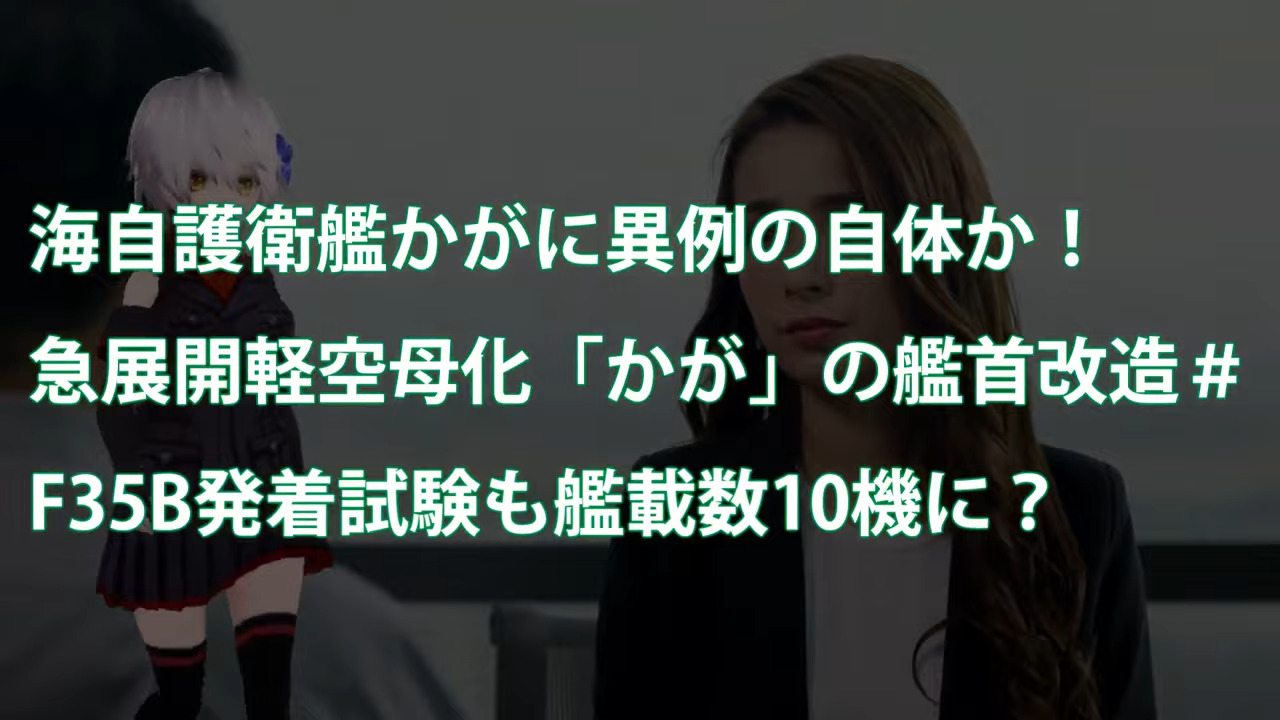 海自護衛艦かがに異例の自体か！
急展開軽空母化「かが」の艦首改造＃
F35B発着試験も艦載数10機に？